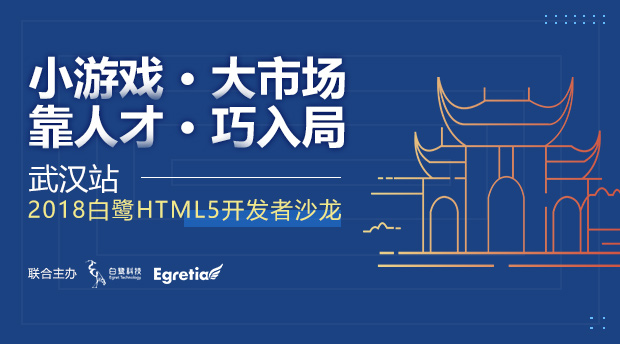 小游戏·大市场
靠人才·巧入局
武汉站
2018白鹭HTML5开发者沙龙
联合主办 白鹭科技 Egretia
Egret Technology